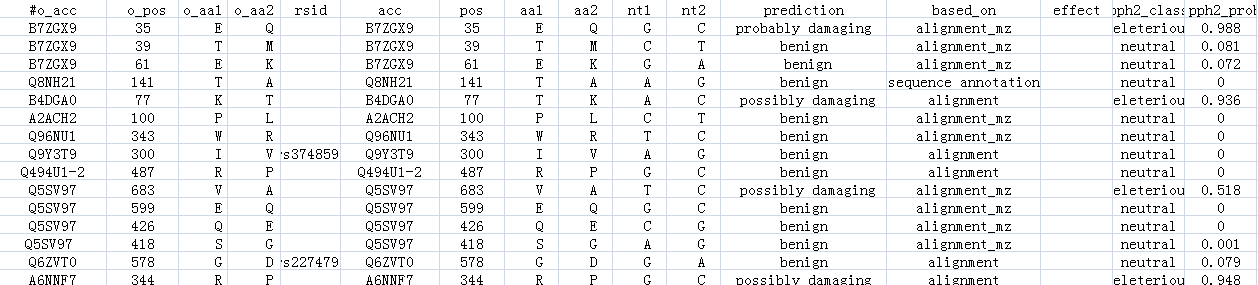 #o_acc o_pos o_aa1 o_aa2 rsid acc pos aa1 aa2 nt1 nt2 prediction based_on effect pph2_clas pph2_prob
B7ZGX9 35 E Q B7ZGX9 35 E Q G C probably damaging alignment_mz eleteriou 0.988
B7ZGX9 39 T M B7ZGX9 39 T M C T benign alignment_mz neutral 0.081
B7ZGX9 61 E K B7ZGX9 61 E K G A benign alignment_mz neutral 0.072
Q8NH21 141 T A Q8NH21 141 T A A G benign sequence annotation neutral 0
B4DGA0 77 K T B4DGA0 77 T K A C possibly damaging alignment eleteriou 0.936
A2ACH2 100 P L A2ACH2 100 P L C T benign alignment_mz neutral 0
Q96NU1 343 W R Q96NU1 343 W R T C benign alignment_mz neutral 0
Q9Y3T9 300 I V rs374859 Q9Y3T9 300 I V A G benign alignment neutral 0
Q494U1-2 487 R P Q494U1-2 487 R P G C benign alignment neutral 0
Q5SV97 683 V A Q5SV97 683 V A T C possibly damaging alignment_mz eleteriou 0.518
Q5SV97 599 E Q Q5SV97 599 E Q G C benign alignment_mz neutral 0
Q5SV97 426 Q E Q5SV97 426 Q E C G benign alignment_mz neutral 0
Q5SV97 418 S G Q5SV97 418 S G A G benign alignment_mz neutral 0.001
Q6ZVT0 578 G D rs227479 Q6ZVT0 578 G D G A benign alignment neutral 0.079
A6NNF7 344 R P A6NNF7 344 R P G C possibly damaging alignment eleteriou 0.948